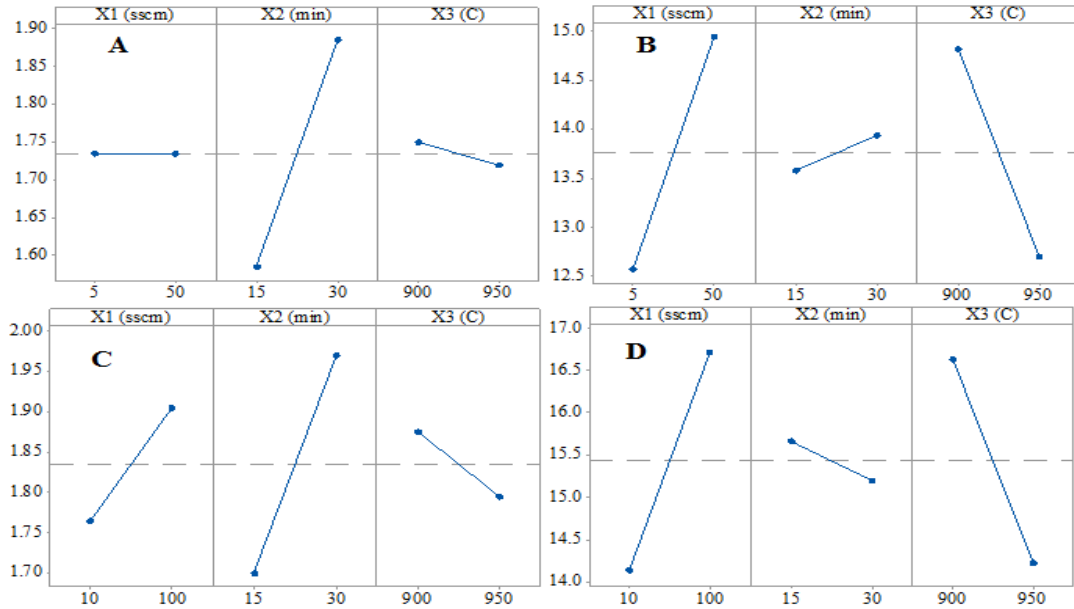 X1 (sscm) X2 (min) X3 (C)
A
1.90
1.85
1.80
1.75
1.70
1.65
1.60
5 50 15 30 900 950
X1 (sscm) X2 (min) X3 (C)
B
15.0
14.5
14.0
13.5
13.0
12.5
5 50 15 30 900 950
X1 (sscm) X2 (min) X3 (C)
C
2.00
1.95
1.90
1.85
1.80
1.75
1.70
10 100 15 30 900 950
X1 (sscm) X2 (min) X3 (C)
D
17.0
16.5
16.0
15.5
15.0
14.5
14.0
10 100 15 30 900 950